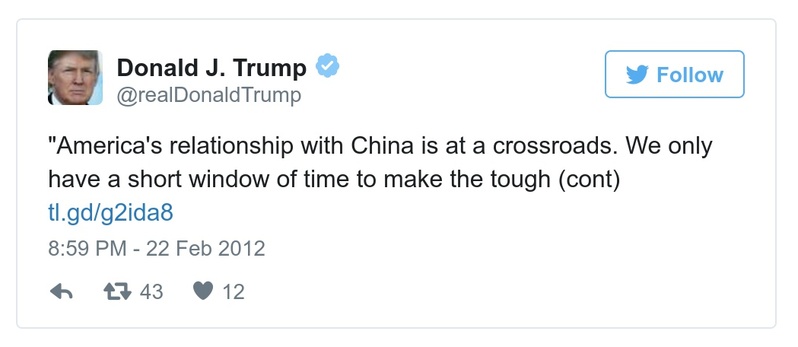 Donald J. Trump
@realDonaldTrump
Follow
"America's relationship with China is at a crossroads. We only
have a short window of time to make the tough (cont)
tl.gd/g2ida8
8:59 PM - 22 Feb 2012
43 12